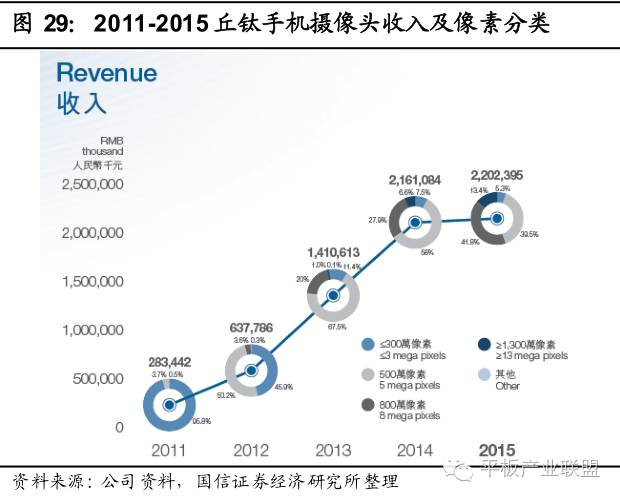 图 29： 2011-2015 丘钛手机摄像头收入及像素分类
Revenue
收入
RMB
thousand
人民幣千元
2,500,000
2,000,000
1,500,000
1,000,000
500,000
0
283,442
3.7% 0.5%
95.8%
637,786
3.6% 0.3%
50.2%
45.9%
1,410,613
1.0% 0.1% 11.4%
20%
67.5%
2,161,084
6.6% 7.5%
27.9%
58%
2,202,395
13.4% 5.3%
41.8%
39.5%
≤300萬像素
≤3 mega pixels
500萬像素
5 mega pixels
800萬像素
8 mega pixels
≥1,300萬像素
≥13 mega pixels
其他
Other
2011 2012 2013 2014 2015
平板产业联盟
资料来源：公司资料，国信证券经济研究所整理